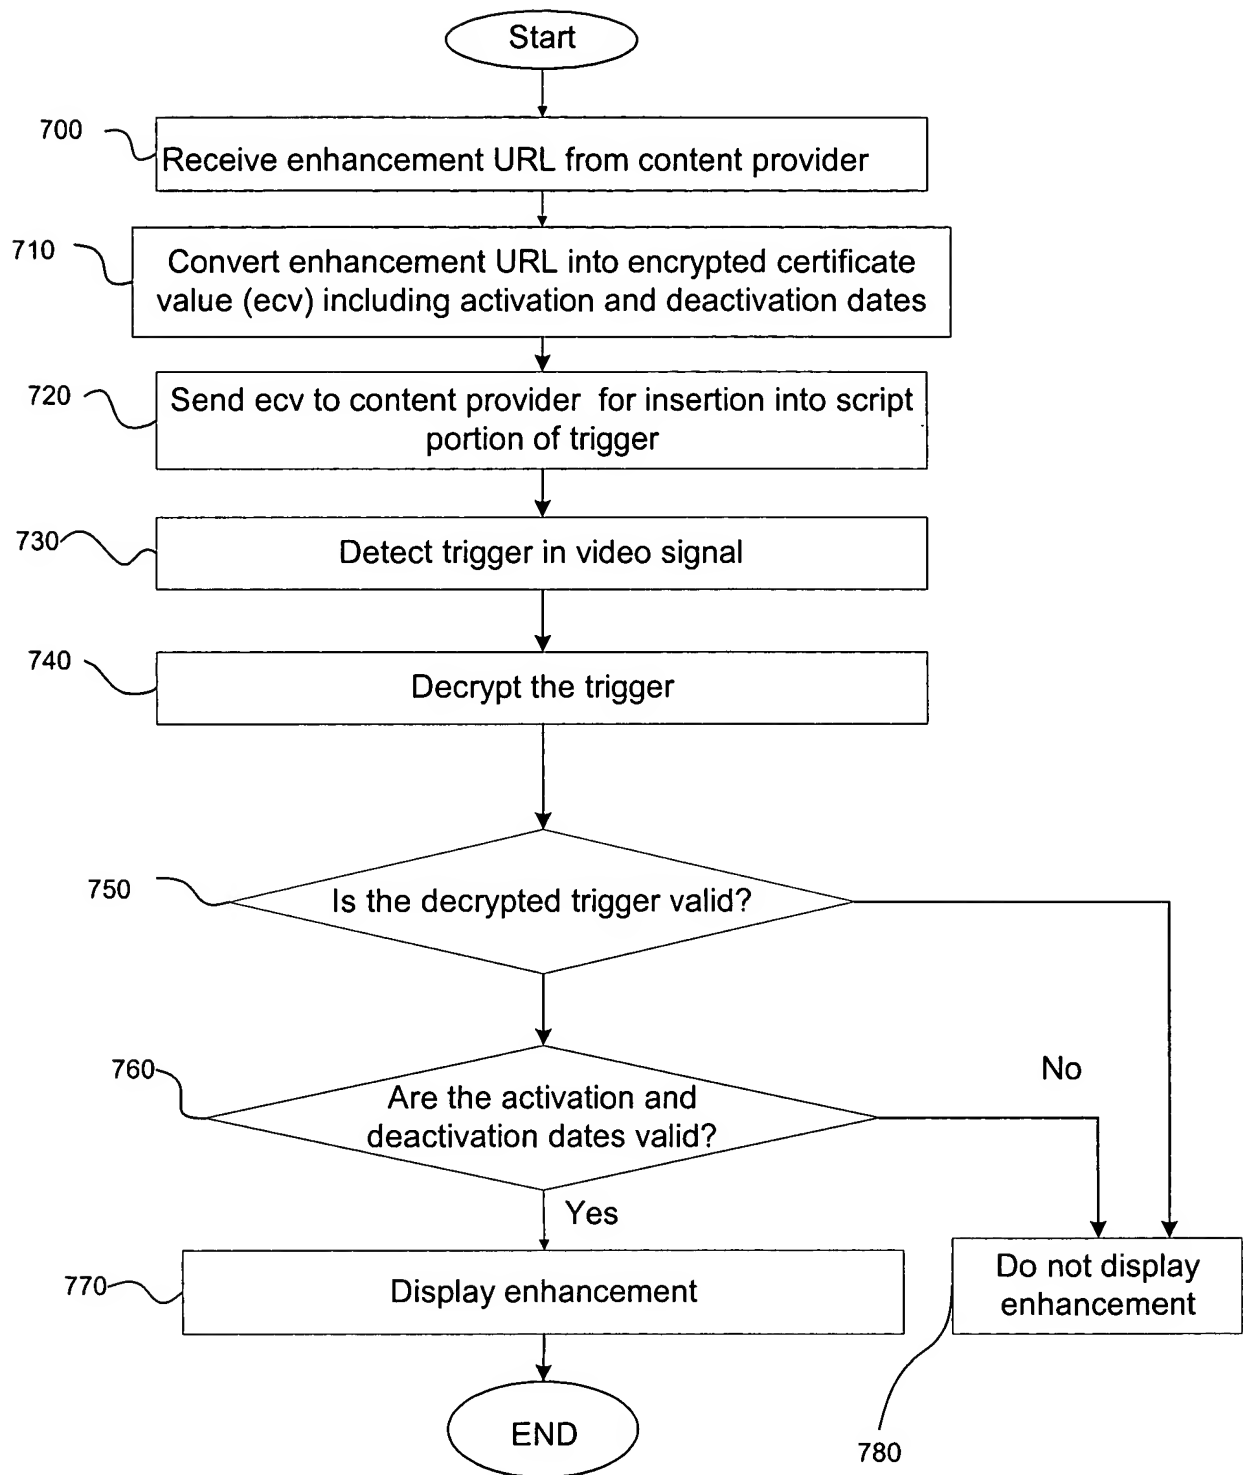 Start
700
Receive enhancement URL from content provider
710
Convert enhancement URL into encrypted certificate
value (ecv) including activation and deactivation dates
720
Send ecv to content provider for insertion into script
portion of trigger
730
Detect trigger in video signal
740
Decrypt the trigger
750
Is the decrypted trigger valid?
760
Are the activation and
deactivation dates valid?
No
Yes
770
Display enhancement
Do not display
enhancement
END
780